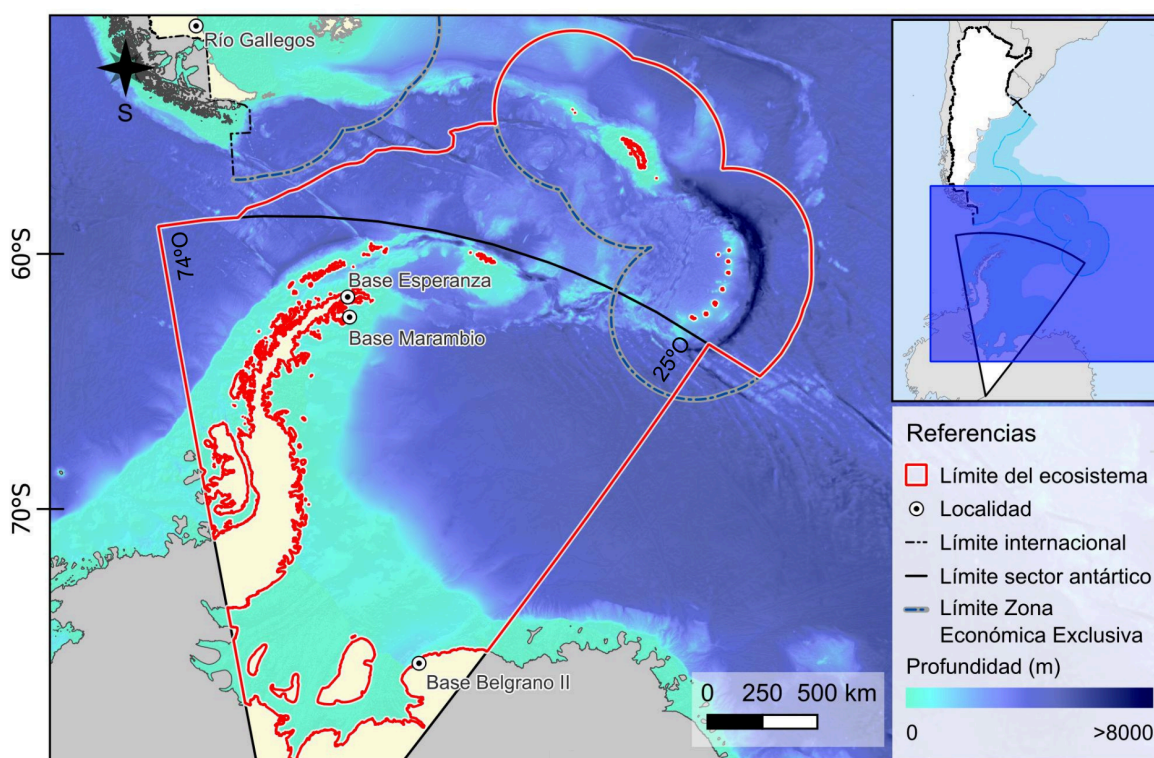 Río Gallegos
S
60°S
74°O
Base Esperanza
Base Marambio
25°O
70°S
Base Belgrano II
0 250 500 km
Referencias
Límite del ecosistema
Localidad
Límite internacional
Límite sector antártico
Límite Zona
Económica Exclusiva
Profundidad (m)
0 >8000